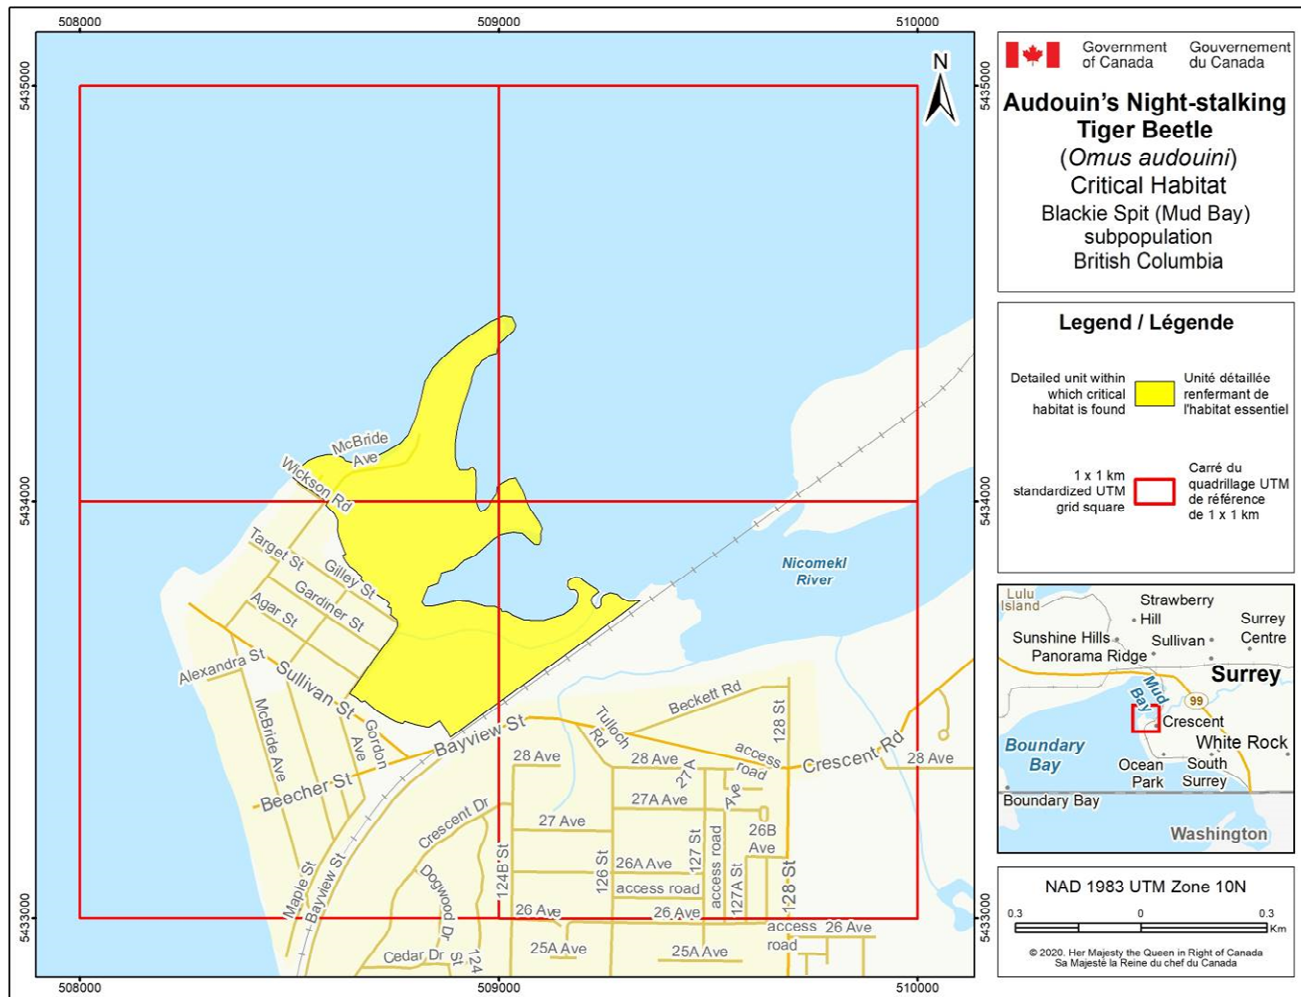 508000
509000
510000
5435000
5434000
5433000
5435000
5434000
5433000
508000
509000
510000
N
McBride
Ave
Wickson Rd
Target St
Gilley St
Gardiner St
Agar St
Alexandra St
Sullivan St
McBride Ave
Gordon
Ave
Beecher St
Bayview St
Maple St
Bayview St
Nicomekl
River
Beckett Rd
Tulloch
Rd
128 St
access
road
Crescent Rd
28 Ave
28 Ave
28 Ave
27 A
Ave
27A Ave
Crescent Dr
27 Ave
26B
Ave
124B St
126 St
127 St
access road
127A St
128 St
26A Ave
access road
Dogwood Dr
26 Ave
26 Ave
access
road
26 Ave
Cedar Dr
124
St
25A Ave
25A Ave
Government
of Canada
Gouvernement
du Canada
Audouin's Night-stalking
Tiger Beetle
(Omus audouini)
Critical Habitat
Blackie Spit (Mud Bay)
subpopulation
British Columbia
Legend / Légende
Detailed unit within
which critical
habitat is found
Unité détaillée
renfermant de
l'habitat essentiel
1 x 1 km
standardized UTM
grid square
Carré du
quadrillage UTM
de référence
de 1 x 1 km
Lulu
Island
Strawberry
Hill
Surrey
Centre
Sunshine Hills
Sullivan
Panorama Ridge
Surrey
Mud
Bay
99
Crescent
Boundary
Bay
White Rock
Ocean
Park
South
Surrey
Boundary Bay
Washington
NAD 1983 UTM Zone 10N
0.3 0 0.3
Km
© 2020. Her Majesty the Queen in Right of Canada
Sa Majesté la Reine du chef du Canada